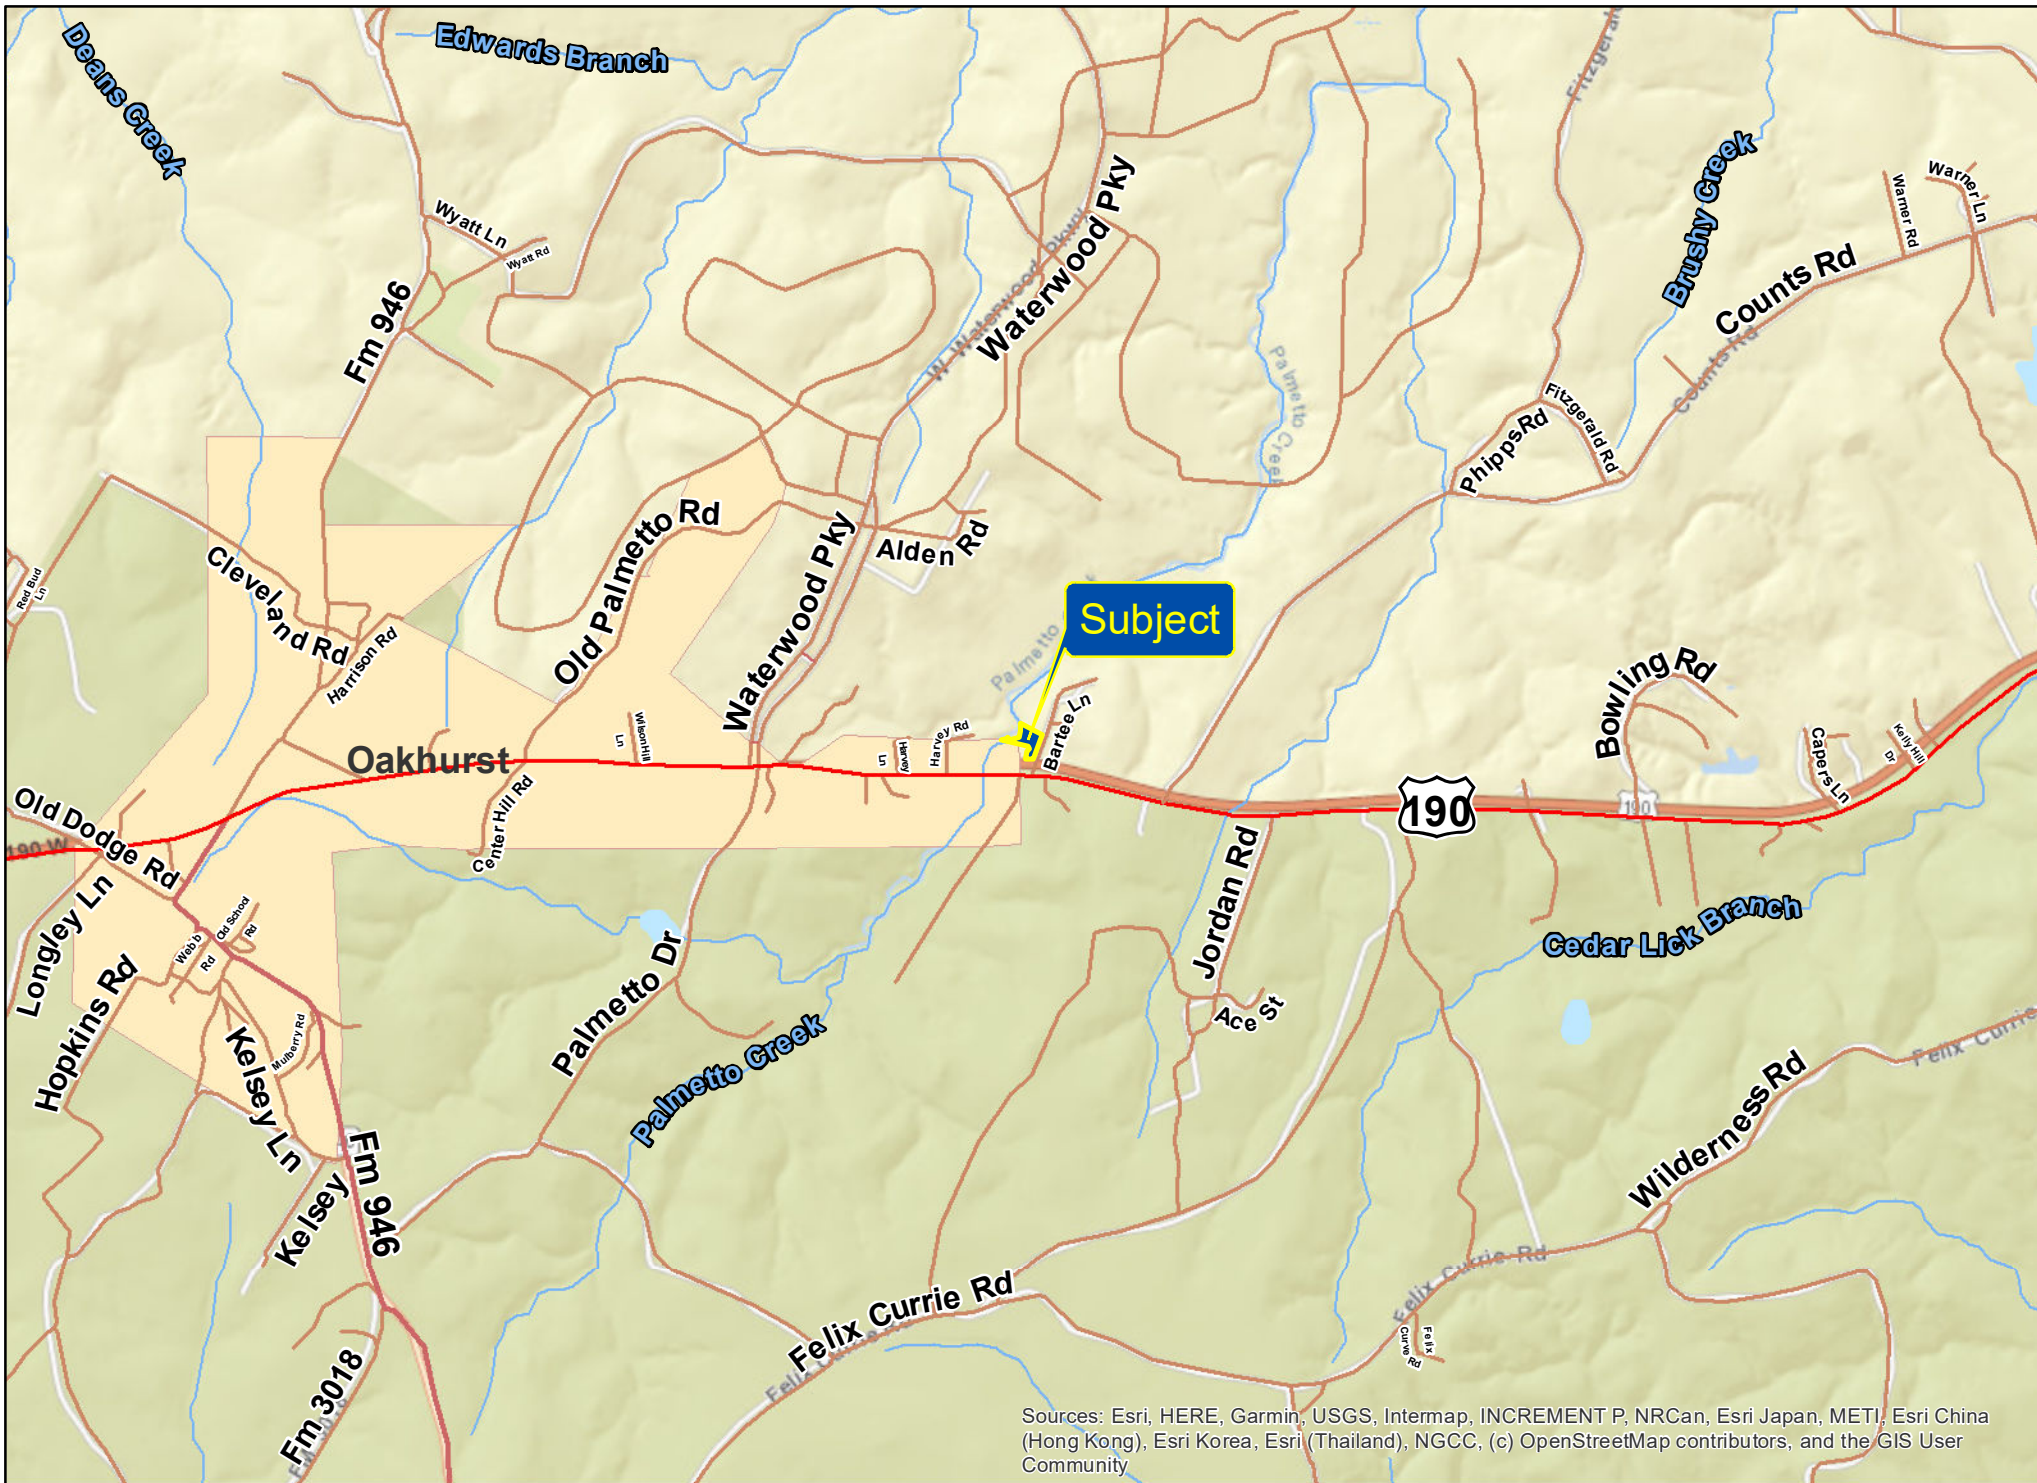 Deans Creek
Edwards Branch
Fitzgerald
Brushy Creek
Warner Rd
Warner Ln
Wyatt Ln
Wyatt Rd
Fm 946
Waterwood Pky
W Waterwood Pkwy
Counts Rd
Counts Rd
Palmetto Creek
Fitzgerald Rd
Phipps Rd
Old Palmetto Rd
Alden Rd
Waterwood Pky
Cleveland Rd
Red Bud Ln
Harrison Rd
Subject
Palmetto
Bartee Ln
Bowling Rd
Wilson Hill Ln
Harvey Ln
Harvey Rd
Capers Ln
Kelly Hill Dr
Oakhurst
190
190
Old Dodge Rd
190 W
Center Hill Rd
Longley Ln
Old School Rd
Webb Rd
Hopkins Rd
Palmetto Dr
Jordan Rd
Ace St
Cedar Lick Branch
Kelsey Ln
Mulberry Rd
Palmetto Creek
Felix Currie
Wilderness Rd
Kelsey
Fm 946
Felix Currie Rd
Felix Currie Rd
Felix Currie Rd
Felix Curve Rd
Fm 3018
Sources: Esri, HERE, Garmin, USGS, Intermap, INCREMENT P, NRCan, Esri Japan, METI, Esri China
(Hong Kong), Esri Korea, Esri (Thailand), NGCC, (c) OpenStreetMap contributors, and the GIS User
Community